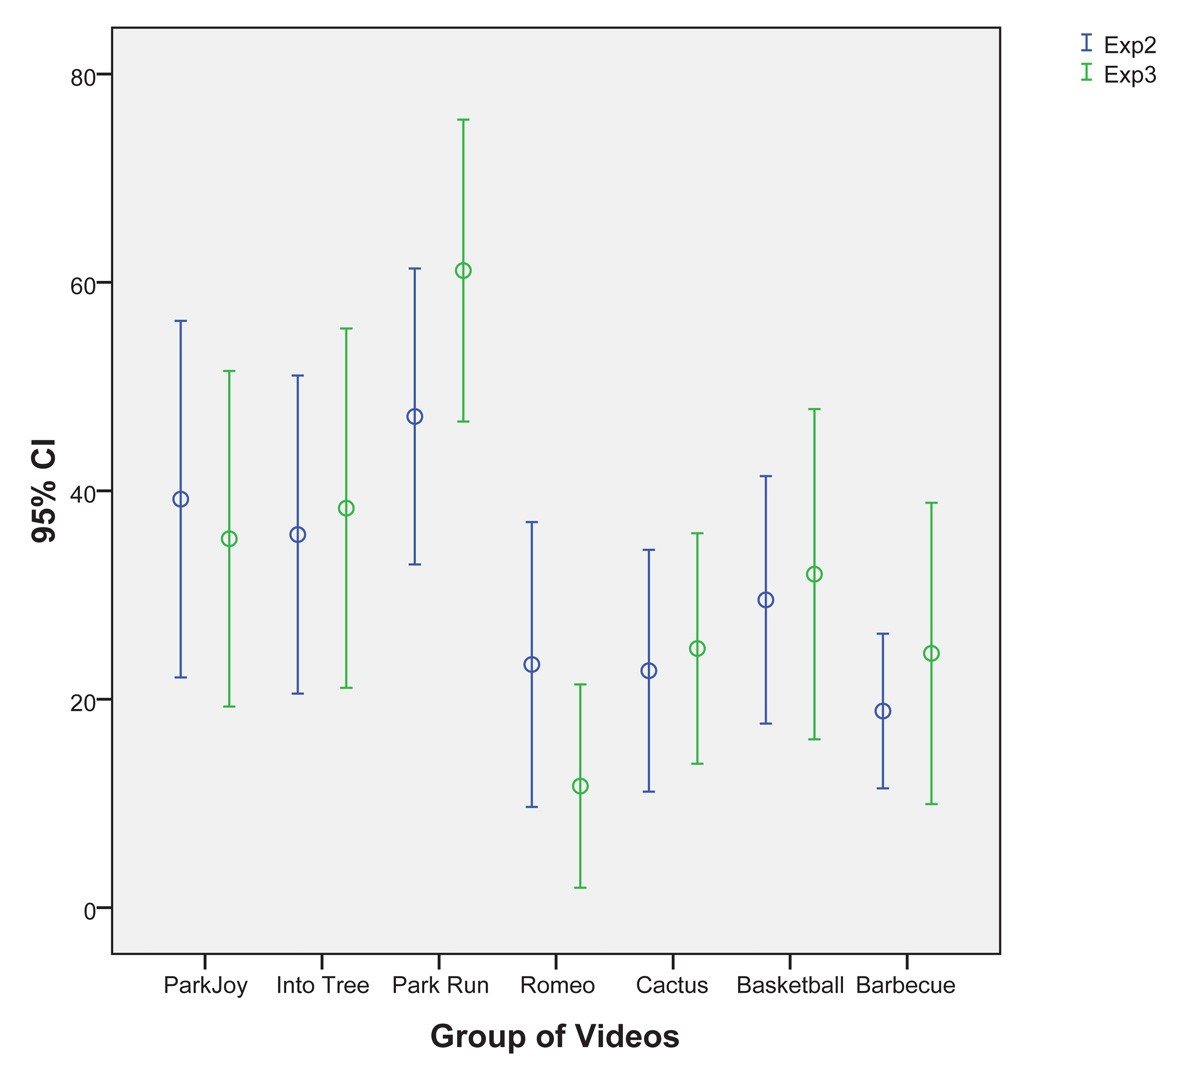 Exp2
Exp3
80
60
40
20
0
95% CI
ParkJoy Into Tree Park Run Romeo Cactus Basketball Barbecue
Group of Videos